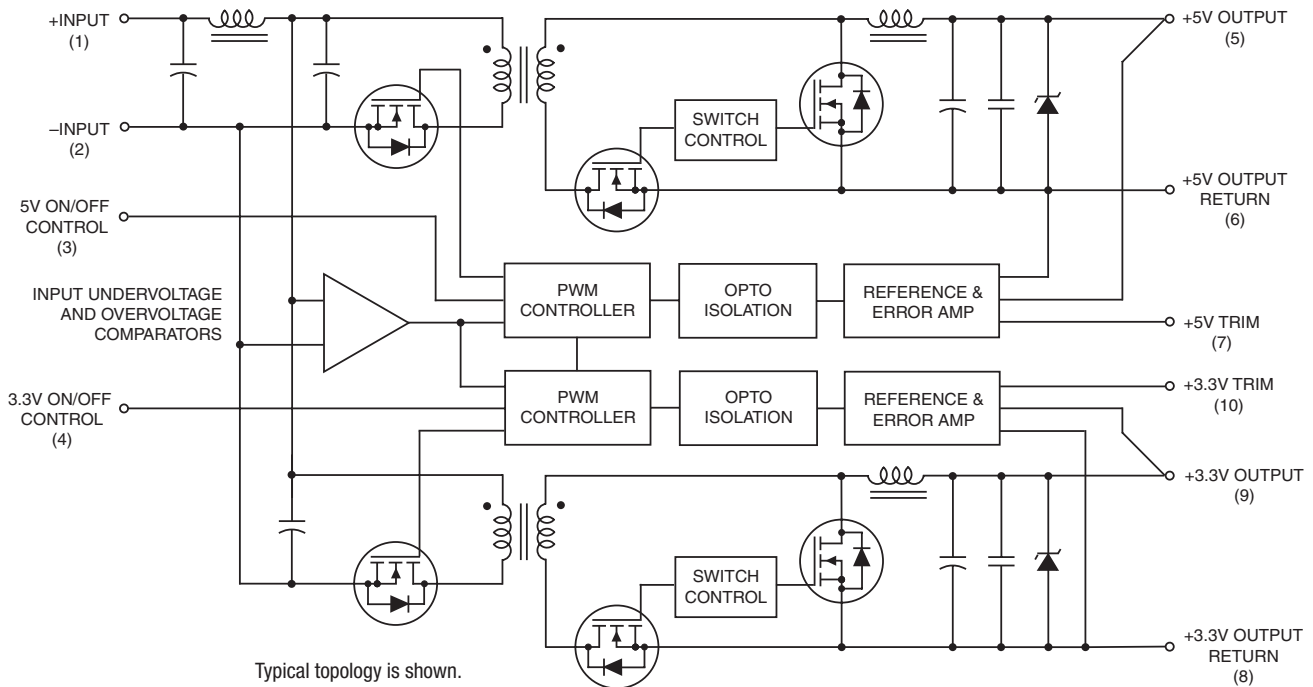 +INPUT
(1)
–INPUT
(2)
5V ON/OFF
CONTROL
(3)
INPUT UNDERVOLTAGE
AND OVERVOLTAGE
COMPARATORS
3.3V ON/OFF
CONTROL
(4)
SWITCH
CONTROL
PWM
CONTROLLER
OPTO
ISOLATION
REFERENCE &
ERROR AMP
PWM
CONTROLLER
OPTO
ISOLATION
REFERENCE &
ERROR AMP
SWITCH
CONTROL
+5V OUTPUT
(5)
+5V OUTPUT
RETURN
(6)
+5V TRIM
(7)
+3.3V TRIM
(10)
+3.3V OUTPUT
(9)
+3.3V OUTPUT
RETURN
(8)
Typical topology is shown.